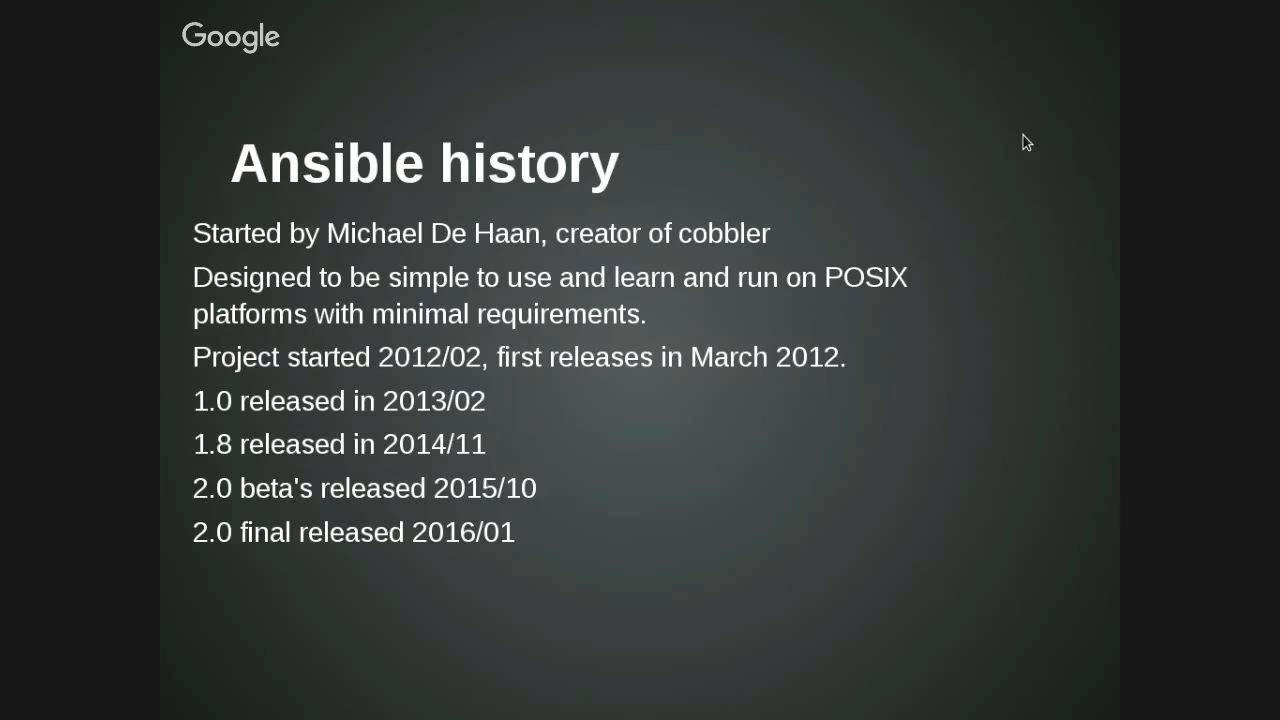 Google
Ansible history
Started by Michael De Haan, creator of cobbler
Designed to be simple to use and learn and run on POSIX
platforms with minimal requirements.
Project started 2012/02, first releases in March 2012.
1.0 released in 2013/02
1.8 released in 2014/11
2.0 beta's released 2015/10
2.0 final released 2016/01